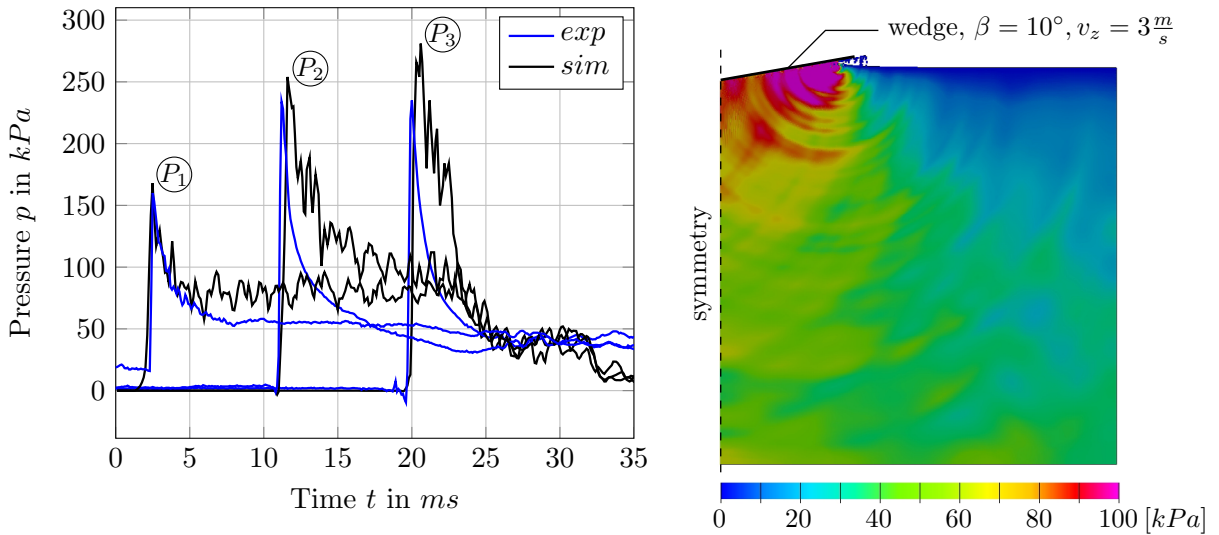 Pressure p in kPa
300
250
200
150
100
50
0
0 5 10 15 20 25 30 35
Time t in ms
P₁
P₂
P₃
exp
sim
wedge, β = 10°, v_z = 3 m/s
symmetry
0 20 40 60 80 100 [kPa]